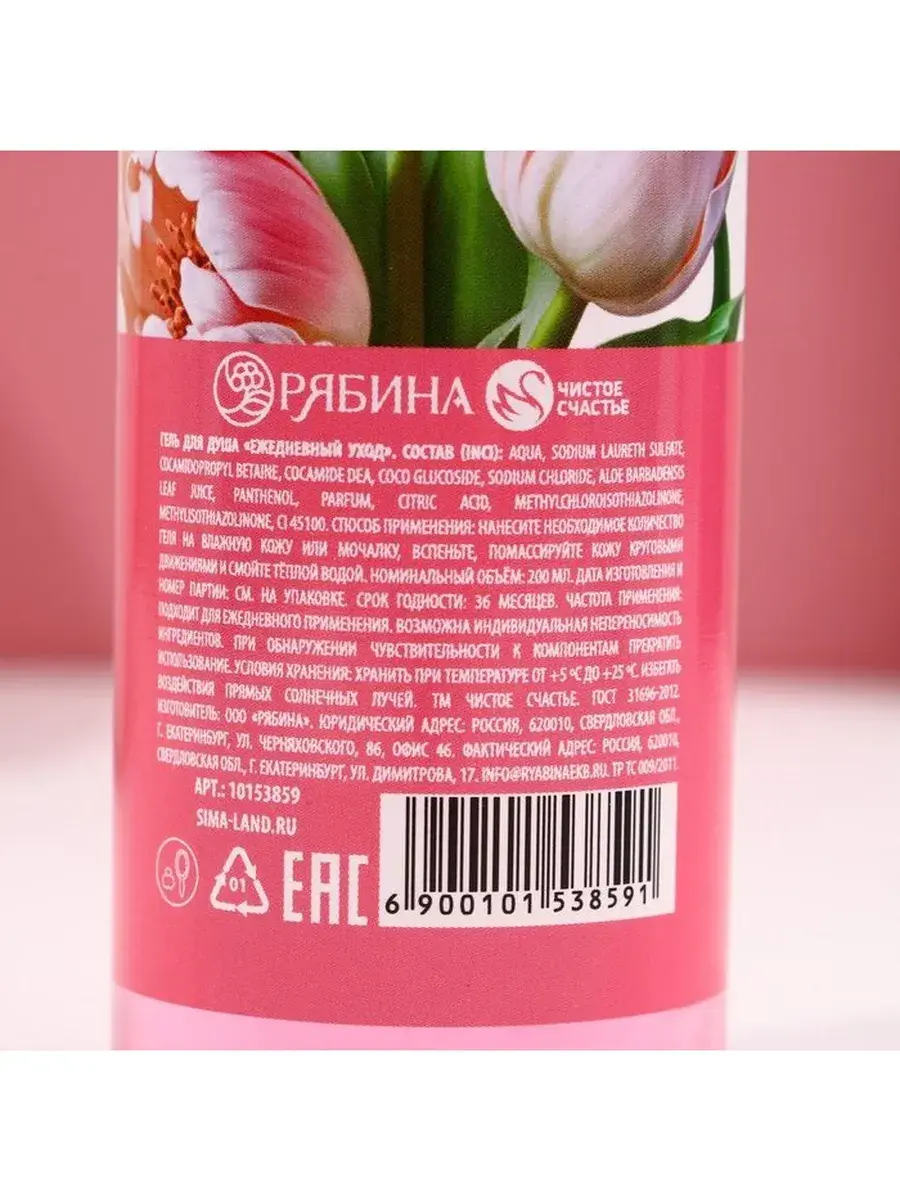 РЯБИНА ЧИСТОЕ СЧАСТЬЕ
ГЕЛЬ ДЛЯ ДУША «ЕЖЕДНЕВНЫЙ УХОД». СОСТАВ (INCI): AQUA, SODIUM LAURETH SULFATE,
COCAMIDOPROPYL BETAINE, COCAMIDE DEA, COCO GLUCOSIDE, SODIUM CHLORIDE, ALOE BARBADENSIS
LEAF JUICE, PANTHENOL, PARFUM, CITRIC ACID, METHYLCHLOROISOTHIAZOLINONE,
METHYLISOTHIAZOLINONE, CI 45100. СПОСОБ ПРИМЕНЕНИЯ: НАНЕСИТЕ НЕОБХОДИМОЕ КОЛИЧЕСТВО
ГЕЛЯ НА ВЛАЖНУЮ КОЖУ ИЛИ МОЧАЛКУ, ВСПЕНЬТЕ, ПОМАССИРУЙТЕ КОЖУ КРУГОВЫМИ
ДВИЖЕНИЯМИ И СМОЙТЕ ТЁПЛОЙ ВОДОЙ. НОМИНАЛЬНЫЙ ОБЪЁМ: 200 МЛ. ДАТА ИЗГОТОВЛЕНИЯ И
НОМЕР ПАРТИИ: СМ. НА УПАКОВКЕ. СРОК ГОДНОСТИ: 36 МЕСЯЦЕВ. ЧАСТОТА ПРИМЕНЕНИЯ:
ПОДХОДИТ ДЛЯ ЕЖЕДНЕВНОГО ПРИМЕНЕНИЯ. ВОЗМОЖНА ИНДИВИДУАЛЬНАЯ НЕПЕРЕНОСИМОСТЬ
ИНГРЕДИЕНТОВ. ПРИ ОБНАРУЖЕНИИ ЧУВСТВИТЕЛЬНОСТИ К КОМПОНЕНТАМ ПРЕКРАТИТЬ
ИСПОЛЬЗОВАНИЕ. УСЛОВИЯ ХРАНЕНИЯ: ХРАНИТЬ ПРИ ТЕМПЕРАТУРЕ ОТ +5 °C ДО +25 °C. ИЗБЕГАТЬ
ВОЗДЕЙСТВИЯ ПРЯМЫХ СОЛНЕЧНЫХ ЛУЧЕЙ. ТМ ЧИСТОЕ СЧАСТЬЕ. ГОСТ 31696-2012.
ИЗГОТОВИТЕЛЬ: ООО «РЯБИНА». ЮРИДИЧЕСКИЙ АДРЕС: РОССИЯ, 620010, СВЕРДЛОВСКАЯ ОБЛ.,
Г. ЕКАТЕРИНБУРГ, УЛ. ЧЕРНЯХОВСКОГО, 86, ОФИС 46. ФАКТИЧЕСКИЙ АДРЕС: РОССИЯ, 620010,
СВЕРДЛОВСКАЯ ОБЛ., Г. ЕКАТЕРИНБУРГ, УЛ. ДИМИТРОВА, 17. INFO@RYABINAEKB.RU. ТР ТС 009/2011.
АРТ.: 10153859
SIMA-LAND.RU
01
EAC
6 900101 538591